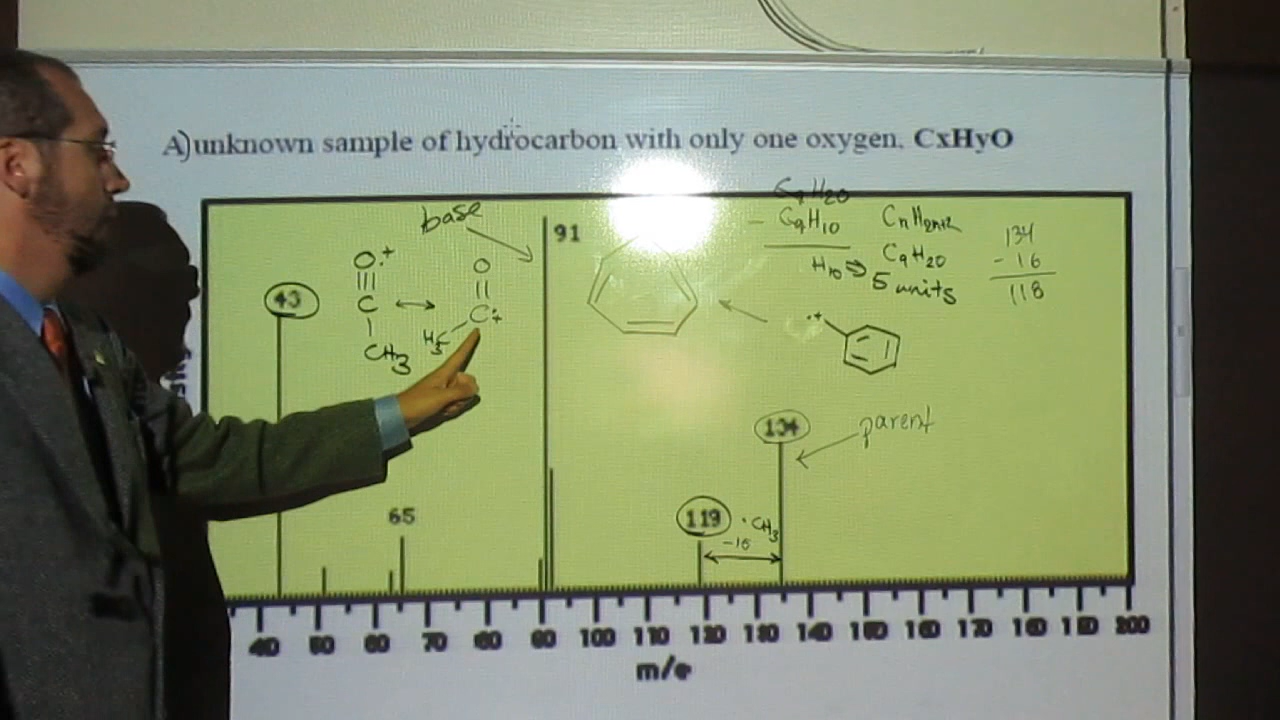 A) unknown sample of hydrocarbon with only one oxygen. CxHyO
base
91
43
O·+
C
CH3
O
C:+
H3C
C9H20
- C9H10
H10 ⇒ 5 units
CnH2n+2
C9H20
134
- 16
118
·+
134
parent
119
·CH3
65
40 50 60 70 80 90 100 110 120 130 140 150 160 170 180 190 200
m/e